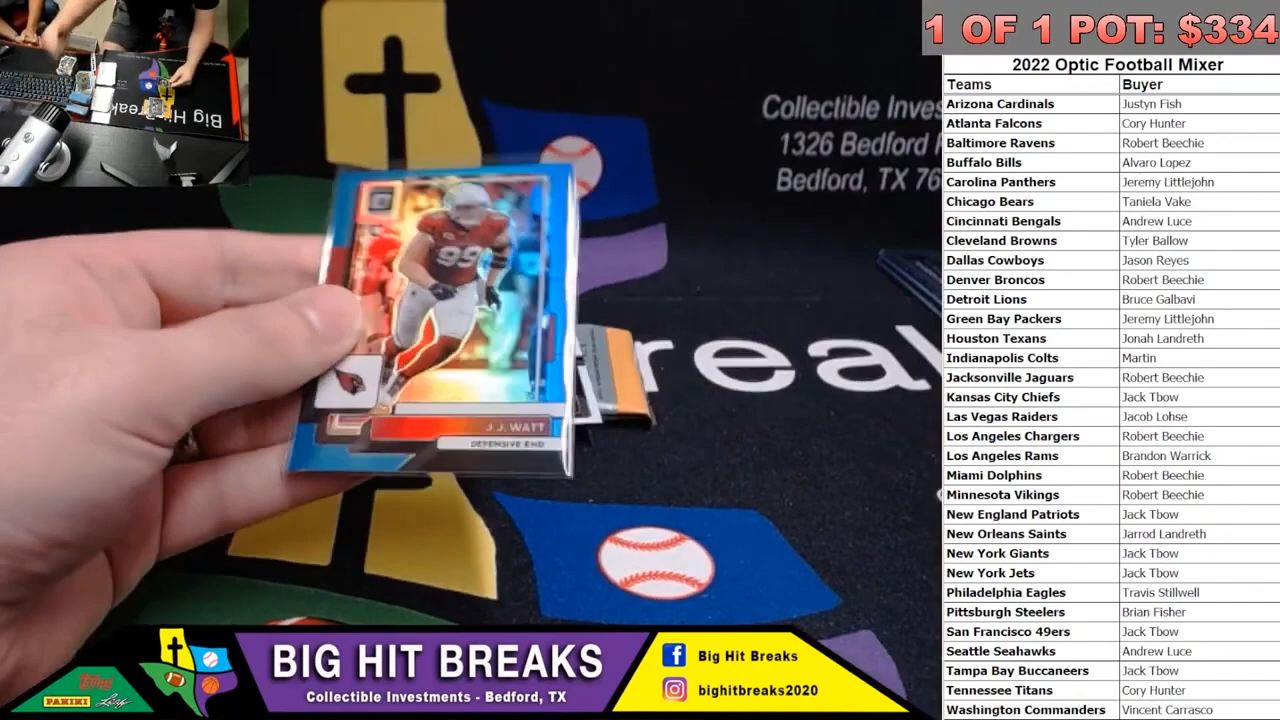 1 OF 1 POT: $334
2022 Optic Football Mixer
Teams Buyer
Arizona Cardinals Justyn Fish
Atlanta Falcons Cory Hunter
Baltimore Ravens Robert Beechie
Buffalo Bills Alvaro Lopez
Carolina Panthers Jeremy Littlejohn
Chicago Bears Taniela Vake
Cincinnati Bengals Andrew Luce
Cleveland Browns Tyler Ballow
Dallas Cowboys Jason Reyes
Denver Broncos Robert Beechie
Detroit Lions Bruce Galbavi
Green Bay Packers Jeremy Littlejohn
Houston Texans Jonah Landreth
Indianapolis Colts Martin
Jacksonville Jaguars Robert Beechie
Kansas City Chiefs Jack Tbow
Las Vegas Raiders Jacob Lohse
Los Angeles Chargers Robert Beechie
Los Angeles Rams Brandon Warrick
Miami Dolphins Robert Beechie
Minnesota Vikings Robert Beechie
New England Patriots Jack Tbow
New Orleans Saints Jarrod Landreth
New York Giants Jack Tbow
New York Jets Jack Tbow
Philadelphia Eagles Travis Stillwell
Pittsburgh Steelers Brian Fisher
San Francisco 49ers Jack Tbow
Seattle Seahawks Andrew Luce
Tampa Bay Buccaneers Jack Tbow
Tennessee Titans Cory Hunter
Washington Commanders Vincent Carrasco
Big Hit
Collectible Inves
1326 Bedford
Bedford, TX 76
99
J.J. WATT
DEFENSIVE END
reak
BIG HIT BREAKS
Collectible Investments - Bedford, TX
Topps
PANINI
Leaf
Big Hit Breaks
bighitbreaks2020